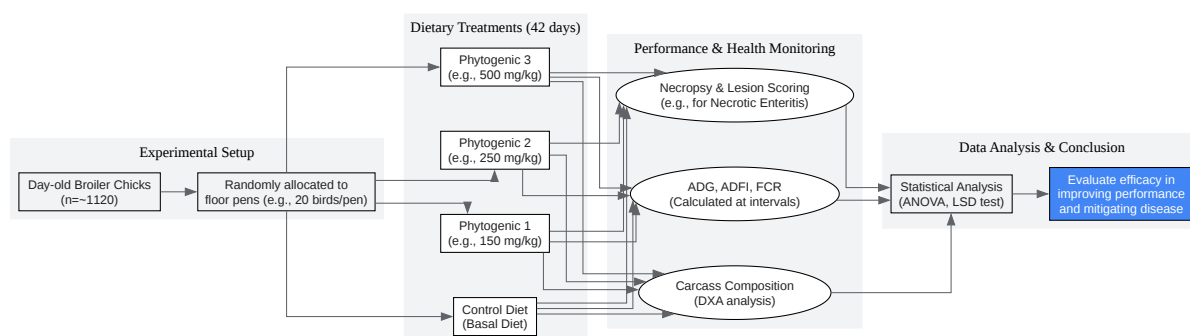 Experimental Setup
Day-old Broiler Chicks
(n=~1120)
Randomly allocated to
floor pens (e.g., 20 birds/pen)
Dietary Treatments (42 days)
Phytogenic 3
(e.g., 500 mg/kg)
Phytogenic 2
(e.g., 250 mg/kg)
Phytogenic 1
(e.g., 150 mg/kg)
Control Diet
(Basal Diet)
Performance & Health Monitoring
Necropsy & Lesion Scoring
(e.g., for Necrotic Enteritis)
ADG, ADFI, FCR
(Calculated at intervals)
Carcass Composition
(DXA analysis)
Data Analysis & Conclusion
Statistical Analysis
(ANOVA, LSD test)
Evaluate efficacy in
improving performance
and mitigating disease